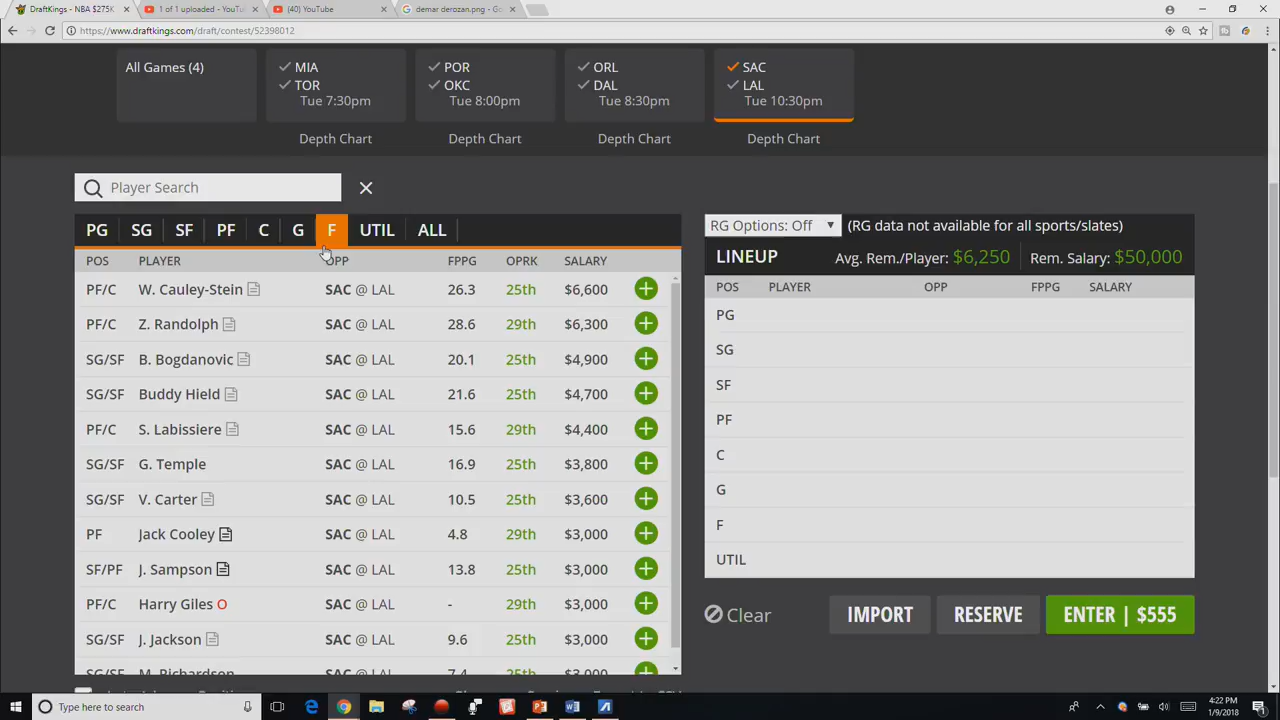 DraftKings - NBA $275K
1 of 1 uploaded - YouTu
(40) YouTube
demar derozan.png - Go
https://www.draftkings.com/draft/contest/52398012
All Games (4)
MIA
TOR
Tue 7:30pm
POR
OKC
Tue 8:00pm
ORL
DAL
Tue 8:30pm
SAC
LAL
Tue 10:30pm
Depth Chart
Depth Chart
Depth Chart
Depth Chart
Player Search
PG SG SF PF C G F UTIL ALL
POS PLAYER OPP FPPG OPRK SALARY
PF/C W. Cauley-Stein SAC @ LAL 26.3 25th $6,600
PF/C Z. Randolph SAC @ LAL 28.6 29th $6,300
SG/SF B. Bogdanovic SAC @ LAL 20.1 25th $4,900
SG/SF Buddy Hield SAC @ LAL 21.6 25th $4,700
PF/C S. Labissiere SAC @ LAL 15.6 29th $4,400
SG/SF G. Temple SAC @ LAL 16.9 25th $3,800
SG/SF V. Carter SAC @ LAL 10.5 25th $3,600
PF Jack Cooley SAC @ LAL 4.8 29th $3,000
SF/PF J. Sampson SAC @ LAL 13.8 29th $3,000
PF/C Harry Giles O SAC @ LAL - 29th $3,000
SG/SF J. Jackson SAC @ LAL 9.6 25th $3,000
SG/SF M. Richardson SAC @ LAL 7.4 25th $3,000
RG Options: Off (RG data not available for all sports/slates)
LINEUP Avg. Rem./Player: $6,250 Rem. Salary: $50,000
POS PLAYER OPP FPPG SALARY
PG
SG
SF
PF
C
G
F
UTIL
Clear IMPORT RESERVE ENTER | $555
Type here to search
4:22 PM
1/9/2018